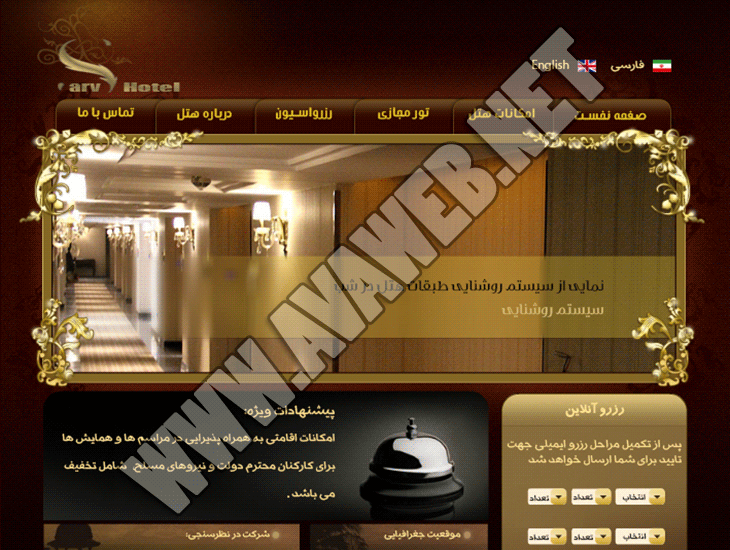 English
فارسی
arv Hotel
صفحه نخست
امکانات هتل
تور مجازی
رزرواسیون
درباره هتل
تماس با ما
نمایی از سیستم روشنایی طبقات هتل در شب
سیستم روشنایی
WWW.AVAWEB.NET
پیشنهادات ویژه:
امکانات اقامتی به همراه پذیرایی در مراسم ها و همایش ها
برای کارکنان محترم دولت و نیروهای مسلح شامل تخفیف
می باشد .
رزرو آنلاین
پس از تکمیل مراحل رزرو ایمیلی جهت
تایید برای شما ارسال خواهد شد
انتخاب
تعداد
تعداد
انتخاب
تعداد
تعداد
موقعیت جغرافیایی
شرکت در نظرسنجی: